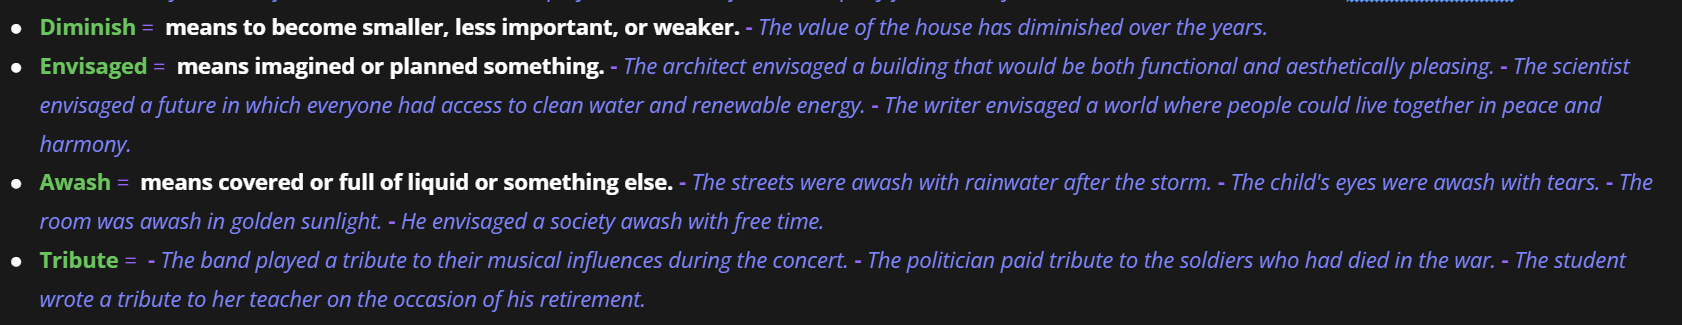 ● Diminish = means to become smaller, less important, or weaker. - The value of the house has diminished over the years.
● Envisaged = means imagined or planned something. - The architect envisaged a building that would be both functional and aesthetically pleasing. - The scientist
envisaged a future in which everyone had access to clean water and renewable energy. - The writer envisaged a world where people could live together in peace and
harmony.
● Awash = means covered or full of liquid or something else. - The streets were awash with rainwater after the storm. - The child's eyes were awash with tears. - The
room was awash in golden sunlight. - He envisaged a society awash with free time.
● Tribute = - The band played a tribute to their musical influences during the concert. - The politician paid tribute to the soldiers who had died in the war. - The student
wrote a tribute to her teacher on the occasion of his retirement.